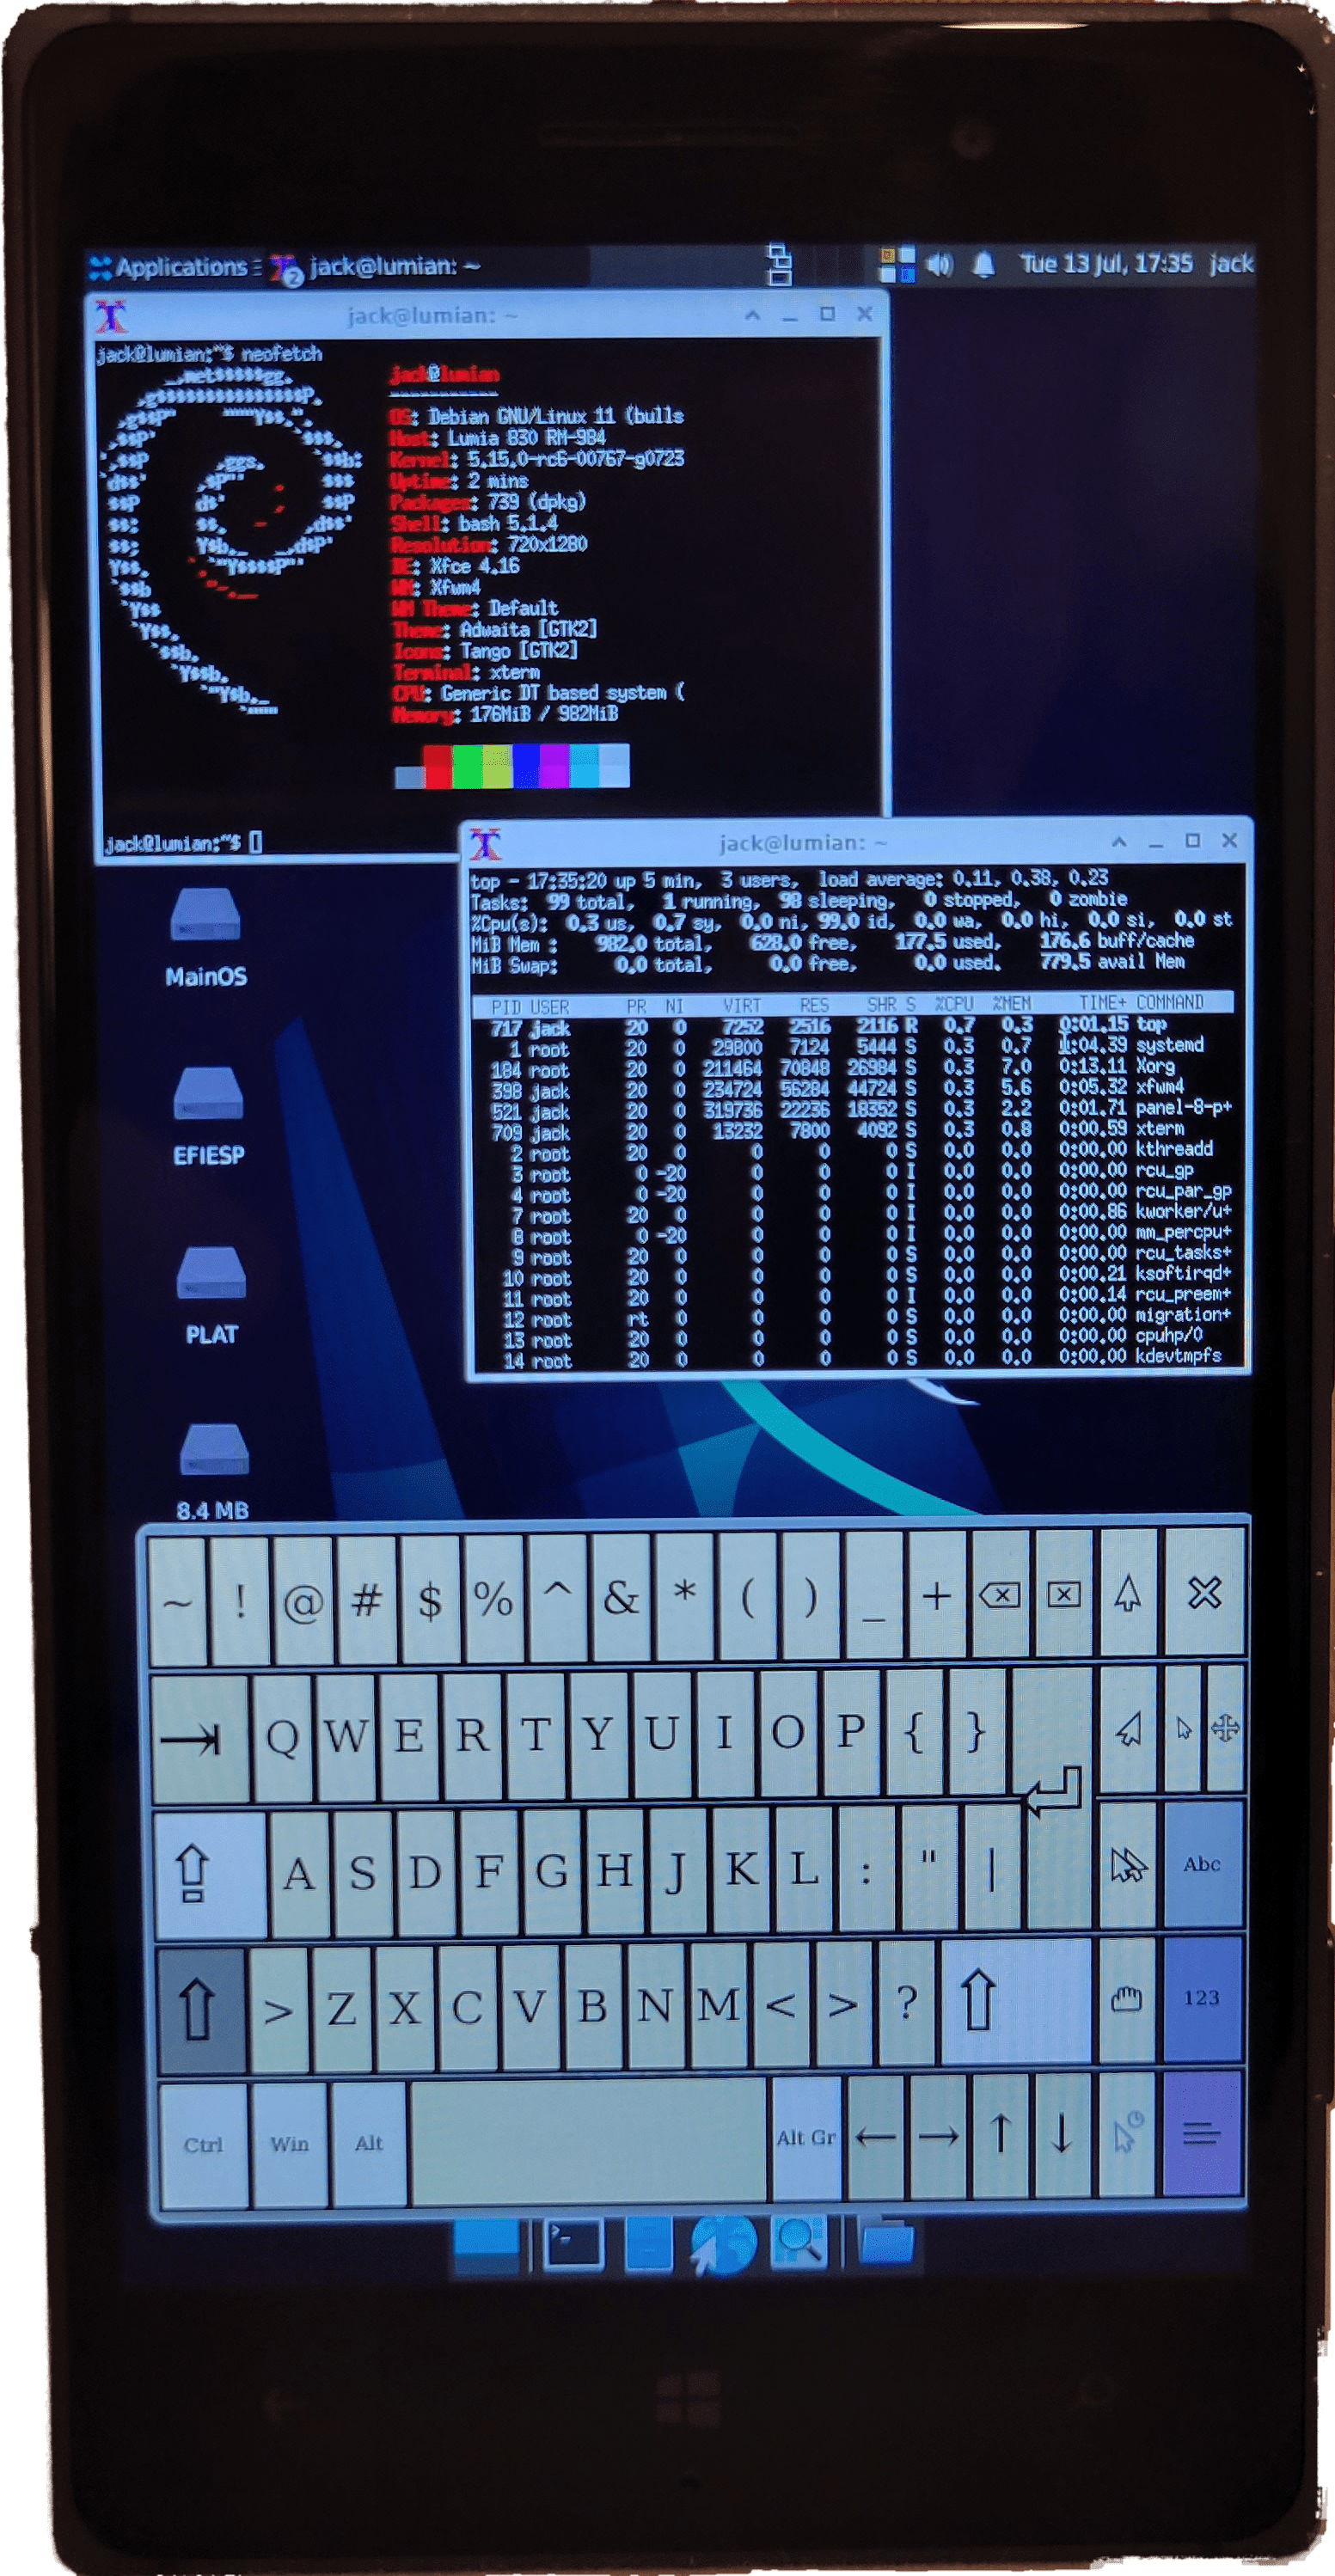 Applications jack@lumian: ~ Tue 13 Jul, 17:35 jack
2
jack@lumian: ~
jack@lumian:~$ neofetch
jack@lumian
-----------
OS: Debian GNU/Linux 11 (bulls
Host: Lumia 830 RM-984
Kernel: 5.15.0-rc6-00767-g0723
Uptime: 2 mins
Packages: 739 (dpkg)
Shell: bash 5.1.4
Resolution: 720x1280
DE: Xfce 4.16
WM: Xfwm4
WM Theme: Default
Theme: Adwaita [GTK2]
Icons: Tango [GTK2]
Terminal: xterm
CPU: Generic DT based system (
Memory: 176MiB / 982MiB
jack@lumian:~$
jack@lumian: ~
top - 17:35:20 up 5 min, 3 users, load average: 0.11, 0.38, 0.23
Tasks: 99 total, 1 running, 98 sleeping, 0 stopped, 0 zombie
%Cpu(s): 0.3 us, 0.7 sy, 0.0 ni, 99.0 id, 0.0 wa, 0.0 hi, 0.0 si, 0.0 st
MiB Mem : 982.0 total, 628.0 free, 177.5 used, 176.6 buff/cache
MiB Swap: 0.0 total, 0.0 free, 0.0 used. 779.5 avail Mem
PID USER PR NI VIRT RES SHR S %CPU %MEM TIME+ COMMAND
717 jack 20 0 7252 2516 2116 R 0.7 0.3 0:01.15 top
1 root 20 0 29800 7124 5444 S 0.3 0.7 1:04.39 systemd
184 root 20 0 211464 70848 26984 S 0.3 7.0 0:13.11 Xorg
398 jack 20 0 234724 56284 44724 S 0.3 5.6 0:05.32 xfwm4
521 jack 20 0 319736 22236 18352 S 0.3 2.2 0:01.71 panel-8-p+
709 jack 20 0 13232 7800 4092 S 0.3 0.8 0:00.59 xterm
2 root 20 0 0 0 0 S 0.0 0.0 0:00.00 kthreadd
3 root 0 -20 0 0 0 I 0.0 0.0 0:00.00 rcu_gp
4 root 0 -20 0 0 0 I 0.0 0.0 0:00.00 rcu_par_gp
7 root 20 0 0 0 0 I 0.0 0.0 0:00.86 kworker/u+
8 root 0 -20 0 0 0 I 0.0 0.0 0:00.00 mm_percpu+
9 root 20 0 0 0 0 S 0.0 0.0 0:00.00 rcu_tasks+
10 root 20 0 0 0 0 S 0.0 0.0 0:00.21 ksoftirqd+
11 root 20 0 0 0 0 I 0.0 0.0 0:00.14 rcu_preem+
12 root rt 0 0 0 0 S 0.0 0.0 0:00.00 migration+
13 root 20 0 0 0 0 S 0.0 0.0 0:00.00 cpuhp/0
14 root 20 0 0 0 0 S 0.0 0.0 0:00.00 kdevtmpfs
MainOS
EFIESP
PLAT
8.4 MB
~ ! @ # $ % ^ & * ( ) _ +
Q W E R T Y U I O P { }
A S D F G H J K L : " | Abc
> Z X C V B N M < > ? 123
Ctrl Win Alt Alt Gr ← → ↑ ↓